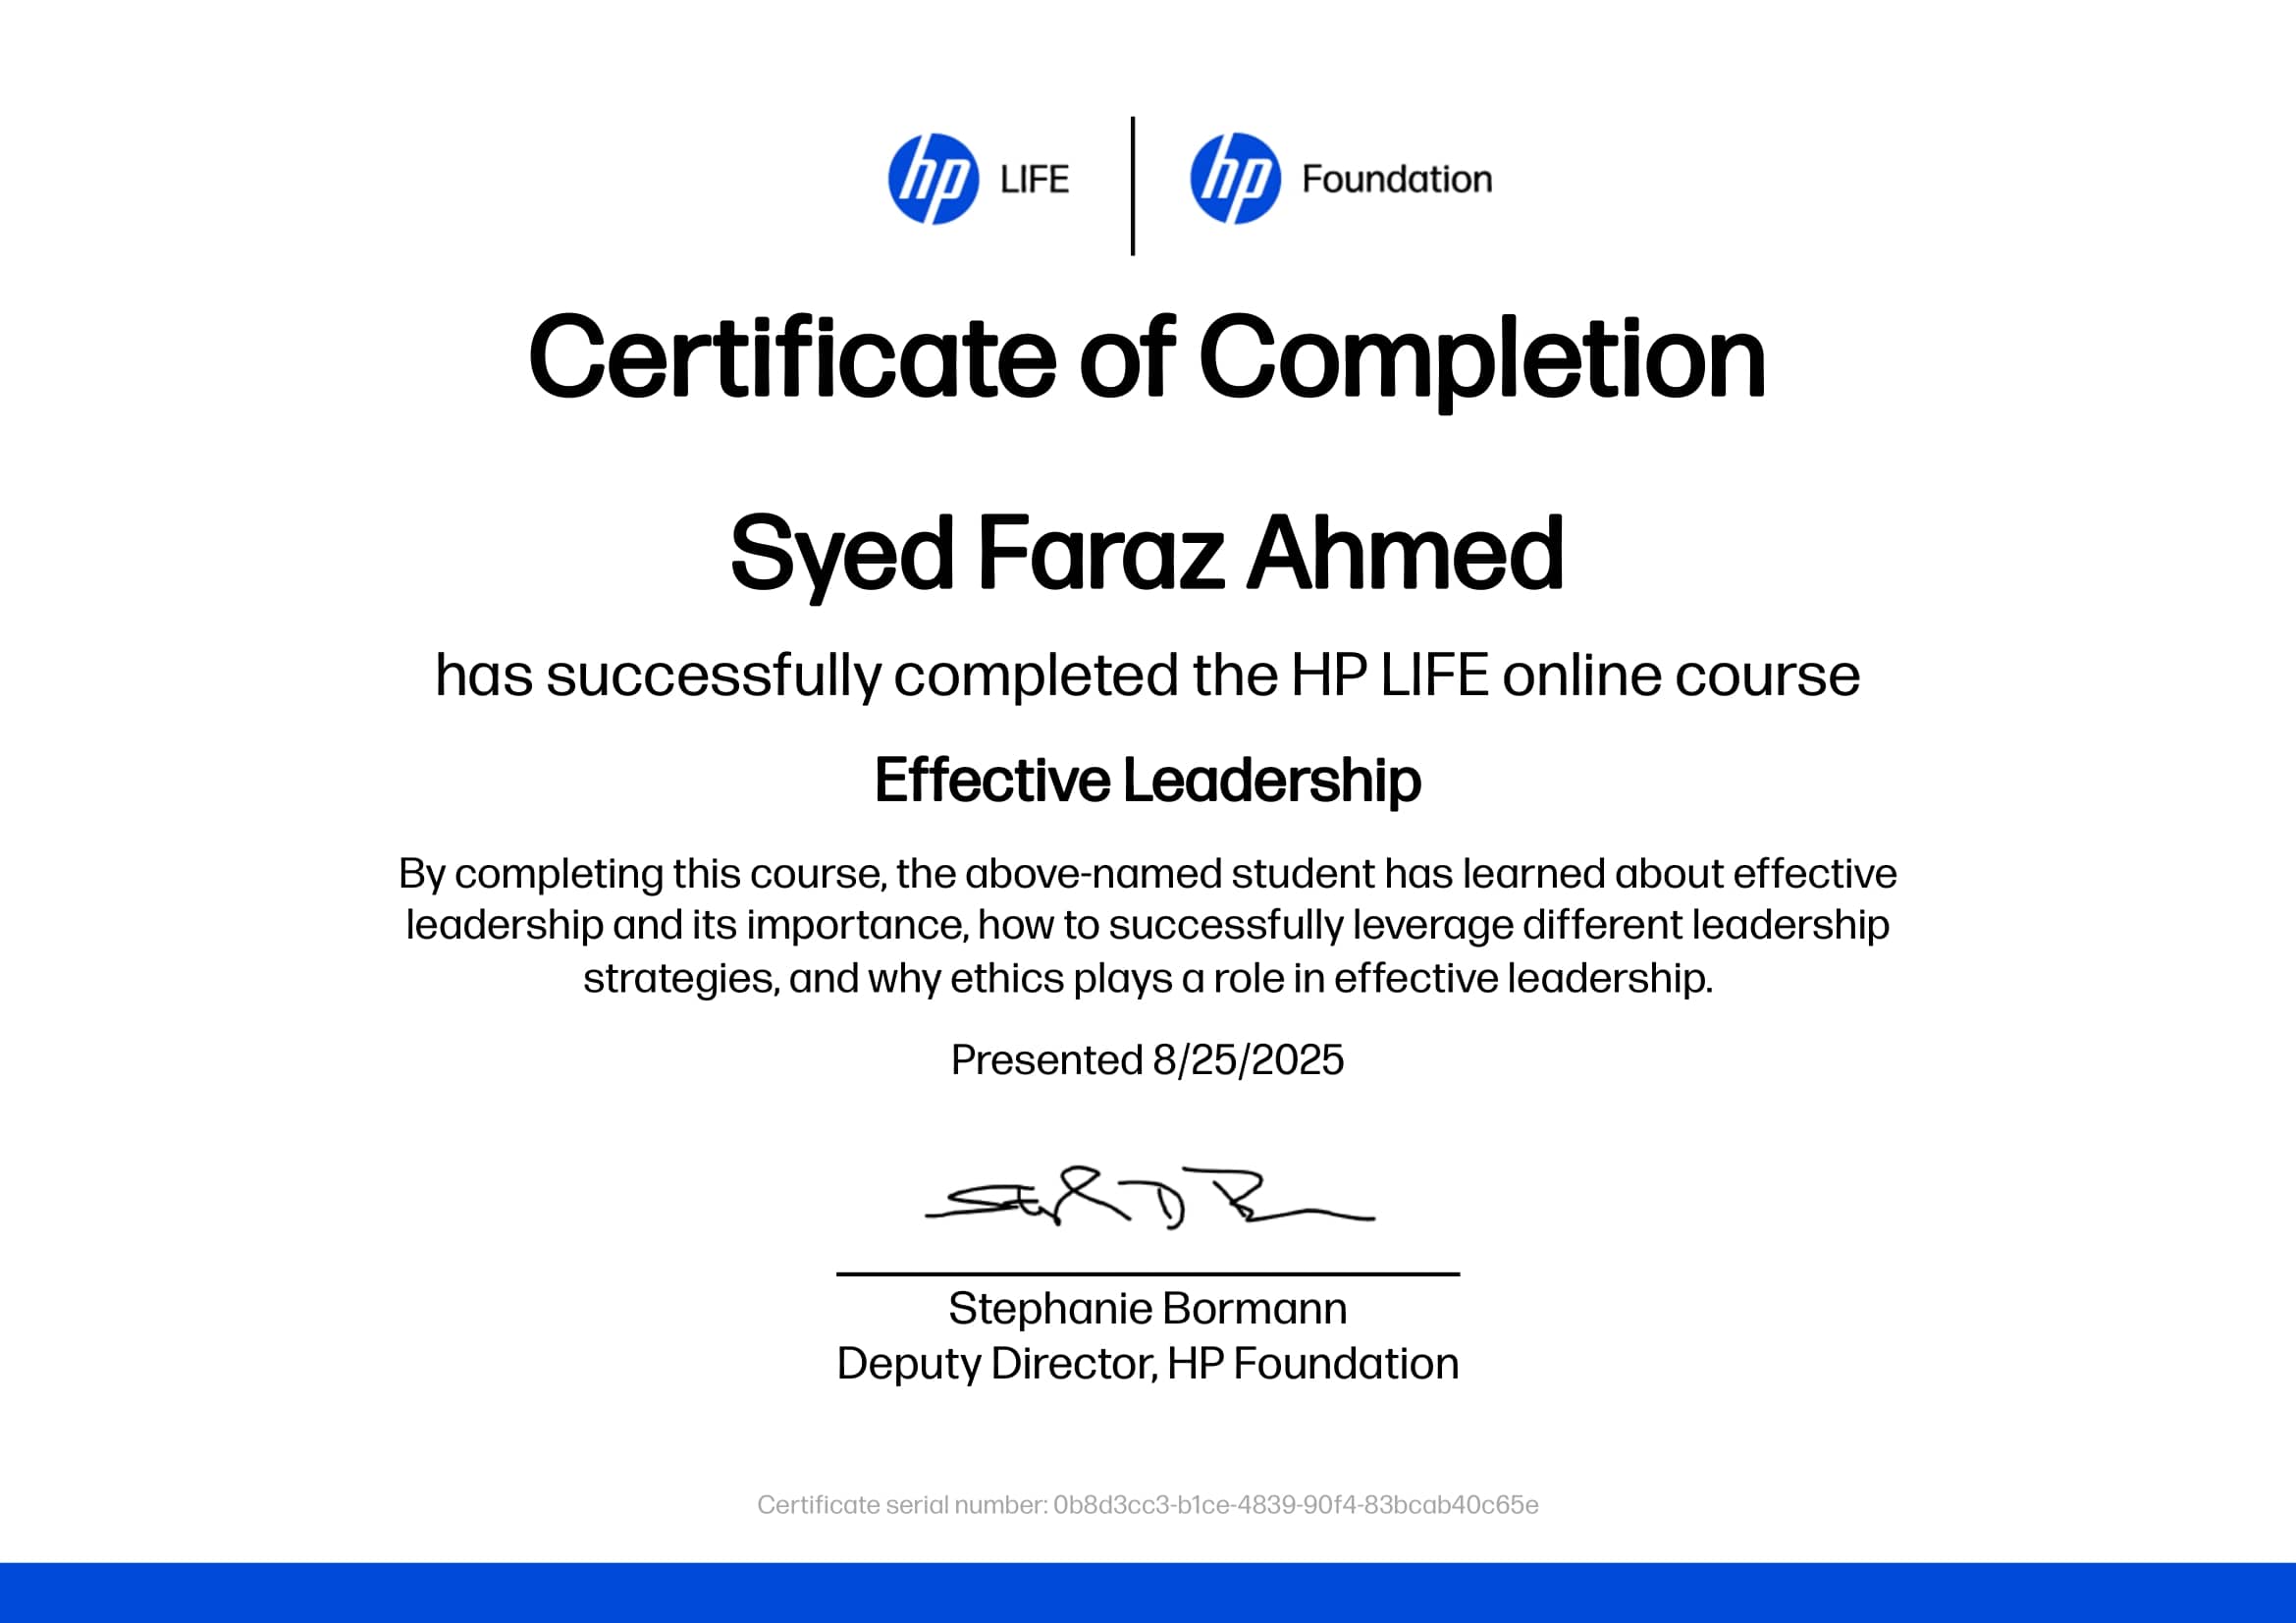 hp LIFE | hp Foundation
Certificate of Completion
Syed Faraz Ahmed
has successfully completed the HP LIFE online course
Effective Leadership
By completing this course, the above-named student has learned about effective
leadership and its importance, how to successfully leverage different leadership
strategies, and why ethics plays a role in effective leadership.
Presented 8/25/2025
Stephanie Bormann
Deputy Director, HP Foundation
Certificate serial number: 0b8d3cc3-b1ce-4839-90f4-83bcab40c65e